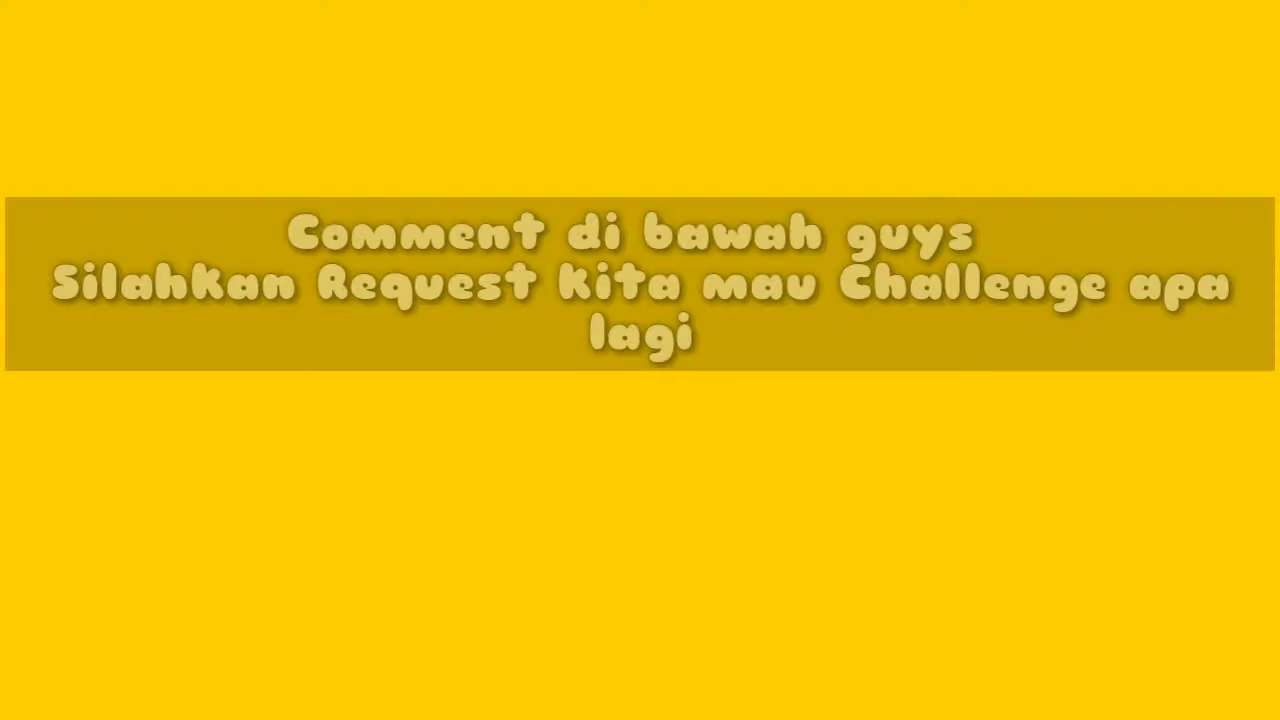 Comment di bawah guys
Silahkan Request kita mau Challenge apa
lagi